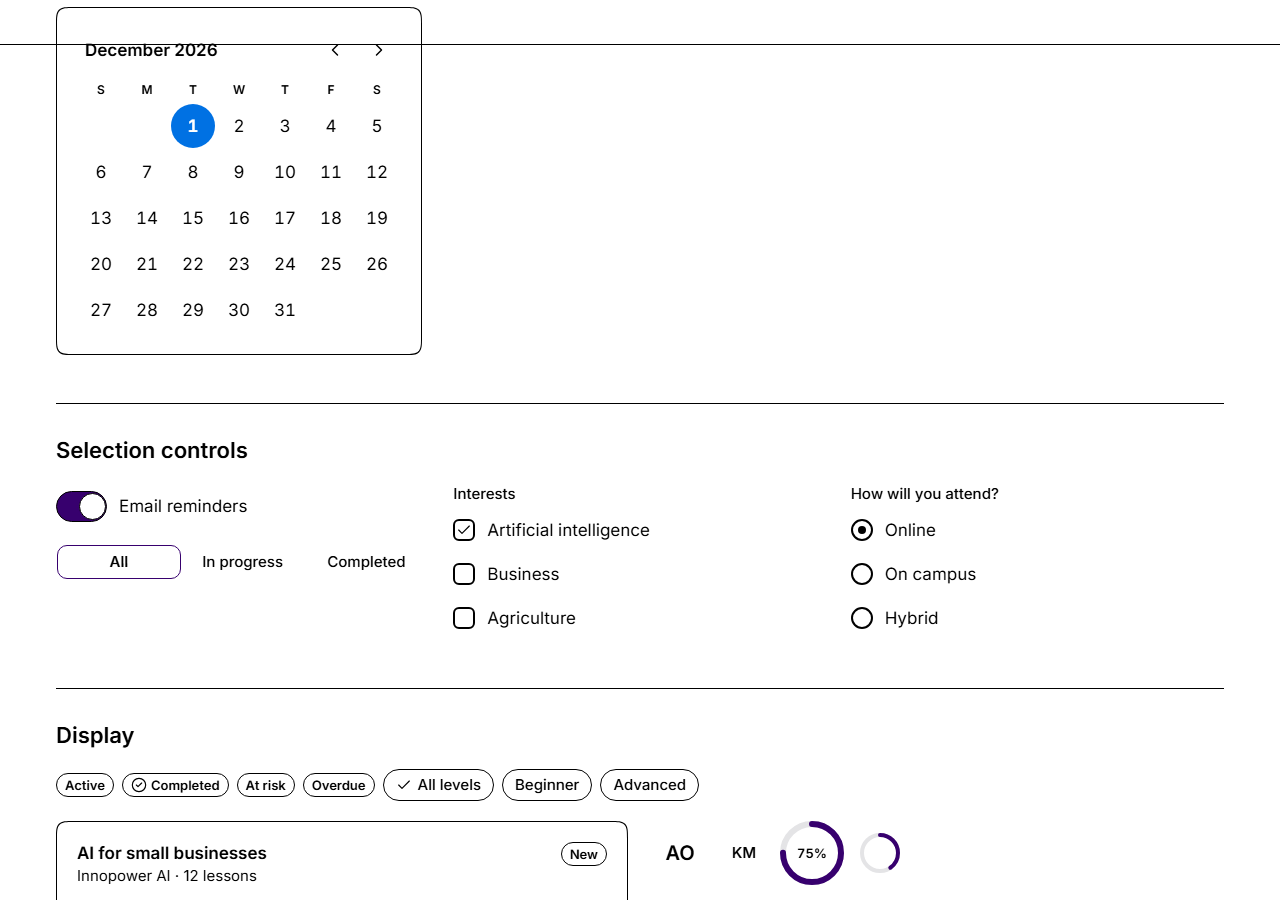 December 2026
S M T W T F S
1 2 3 4 5
6 7 8 9 10 11 12
13 14 15 16 17 18 19
20 21 22 23 24 25 26
27 28 29 30 31
Selection controls
Email reminders
All In progress Completed
Interests
Artificial intelligence
Business
Agriculture
How will you attend?
Online
On campus
Hybrid
Display
Active Completed At risk Overdue All levels Beginner Advanced
AI for small businesses New
Innopower AI · 12 lessons
AO KM 75%